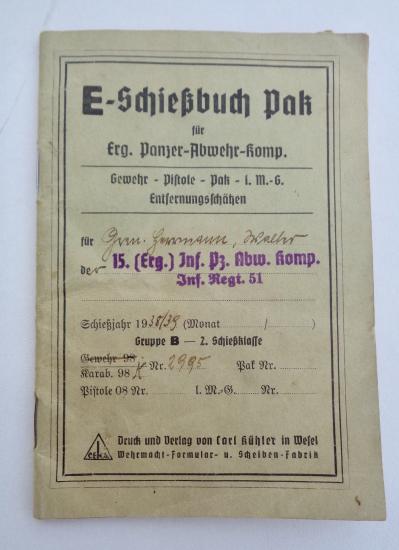 E-Schießbuch Pak
für
Erg. Panzer-Abwehr-Komp.
Gewehr - Pistole - Pak - l. M.-G.
Entfernungsschätzen
für Gren. Hermann, Walter
der 15. (Erg.) Inf. Pz. Abw. Komp.
Inf. Regt. 51
Schießjahr 1938/39 (Monat / )
Gruppe B — 2. Schießklasse
Gewehr 98
Karab. 98 k Nr. 2995 Pak Nr.
Pistole 08 Nr. l. M.-G. Nr.
CEKA
Druck und Verlag von Carl Kühler in Wesel
Wehrmacht-Formular- u. Scheiben-Fabrik